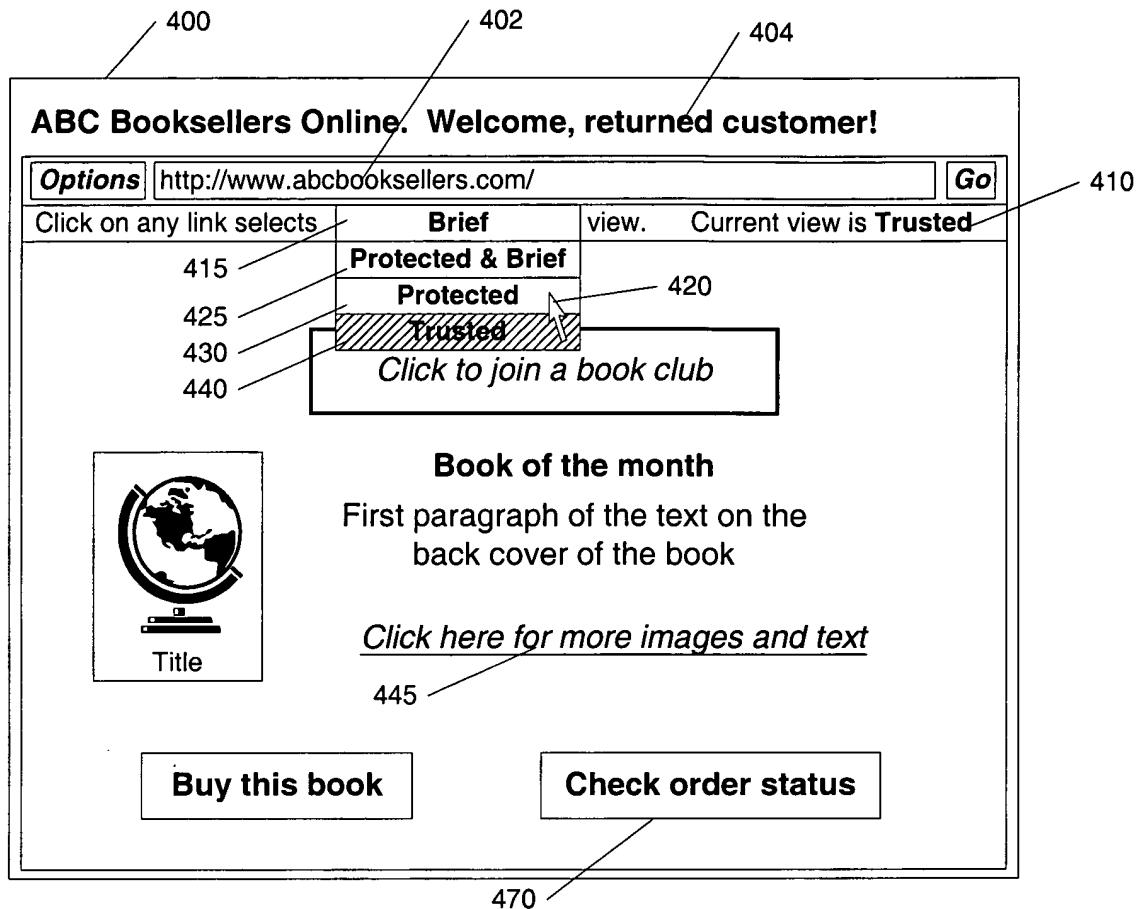 400
402
404
ABC Booksellers Online. Welcome, returned customer!
Options http://www.abcbooksellers.com/ Go
410
Click on any link selects Brief view. Current view is Trusted
415
Protected & Brief
425
Protected
420
430
Trusted
440
Click to join a book club
Book of the month
First paragraph of the text on the
back cover of the book
Click here for more images and text
Title
445
Buy this book
Check order status
470